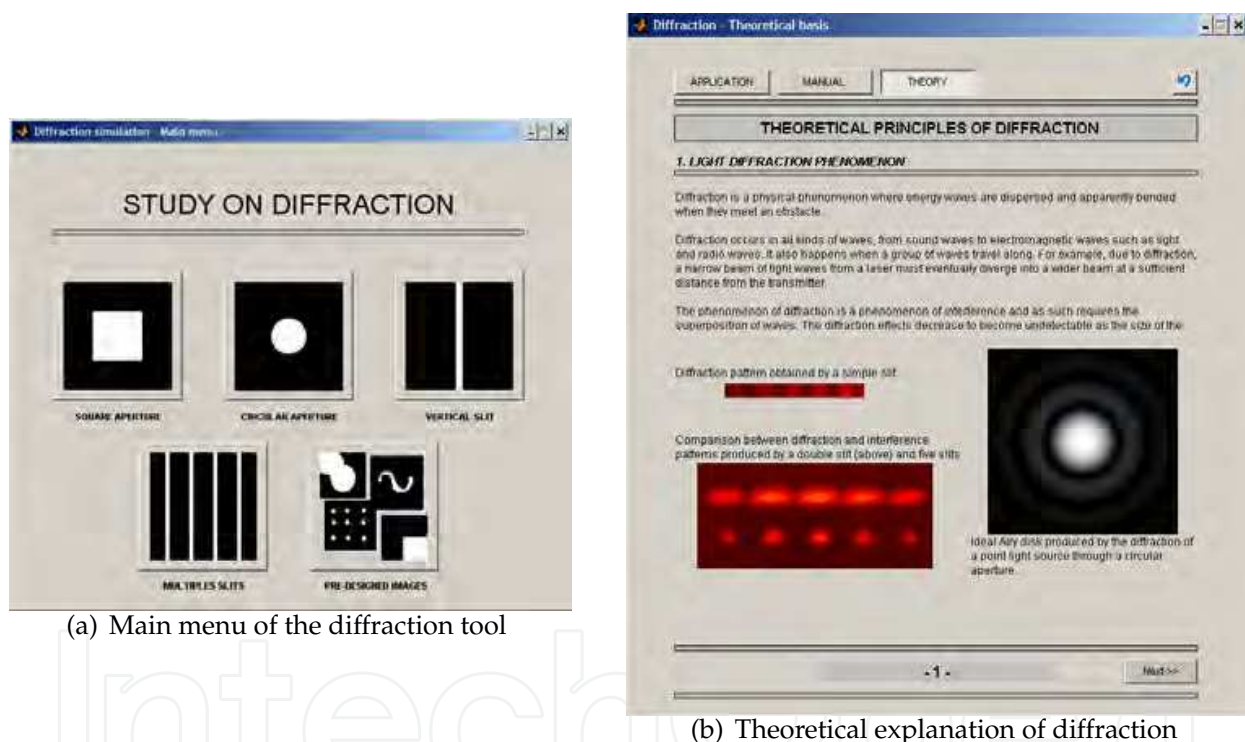 Diffraction simulation - Main menu
STUDY ON DIFFRACTION
SQUARE APERTURE
CIRCULAR APERTURE
VERTICAL SLIT
MULTIPLES SLITS
PRE-DESIGNED IMAGES
(a) Main menu of the diffraction tool
Diffraction - Theoretical basis
APPLICATION
MANUAL
THEORY
THEORETICAL PRINCIPLES OF DIFFRACTION
1. LIGHT DIFFRACTION PHENOMENON
Diffraction is a physical phenomenon where energy waves are dispersed and apparently bended
when they meet an obstacle.
Diffraction occurs in all kinds of waves, from sound waves to electromagnetic waves such as light
and radio waves. It also happens when a group of waves travel along. For example, due to diffraction,
a narrow beam of light waves from a laser must eventually diverge into a wider beam at a sufficient
distance from the transmitter.
The phenomenon of diffraction is a phenomenon of interference and as such requires the
superposition of waves. The diffraction effects decrease to become undetectable as the size of the
Diffraction pattern obtained by a simple slit
Comparison between diffraction and interference
patterns produced by a double slit (above) and five slits
Ideal Airy disk produced by the diffraction of
a point light source through a circular
aperture.
- 1 -
Next >>
(b) Theoretical explanation of diffraction